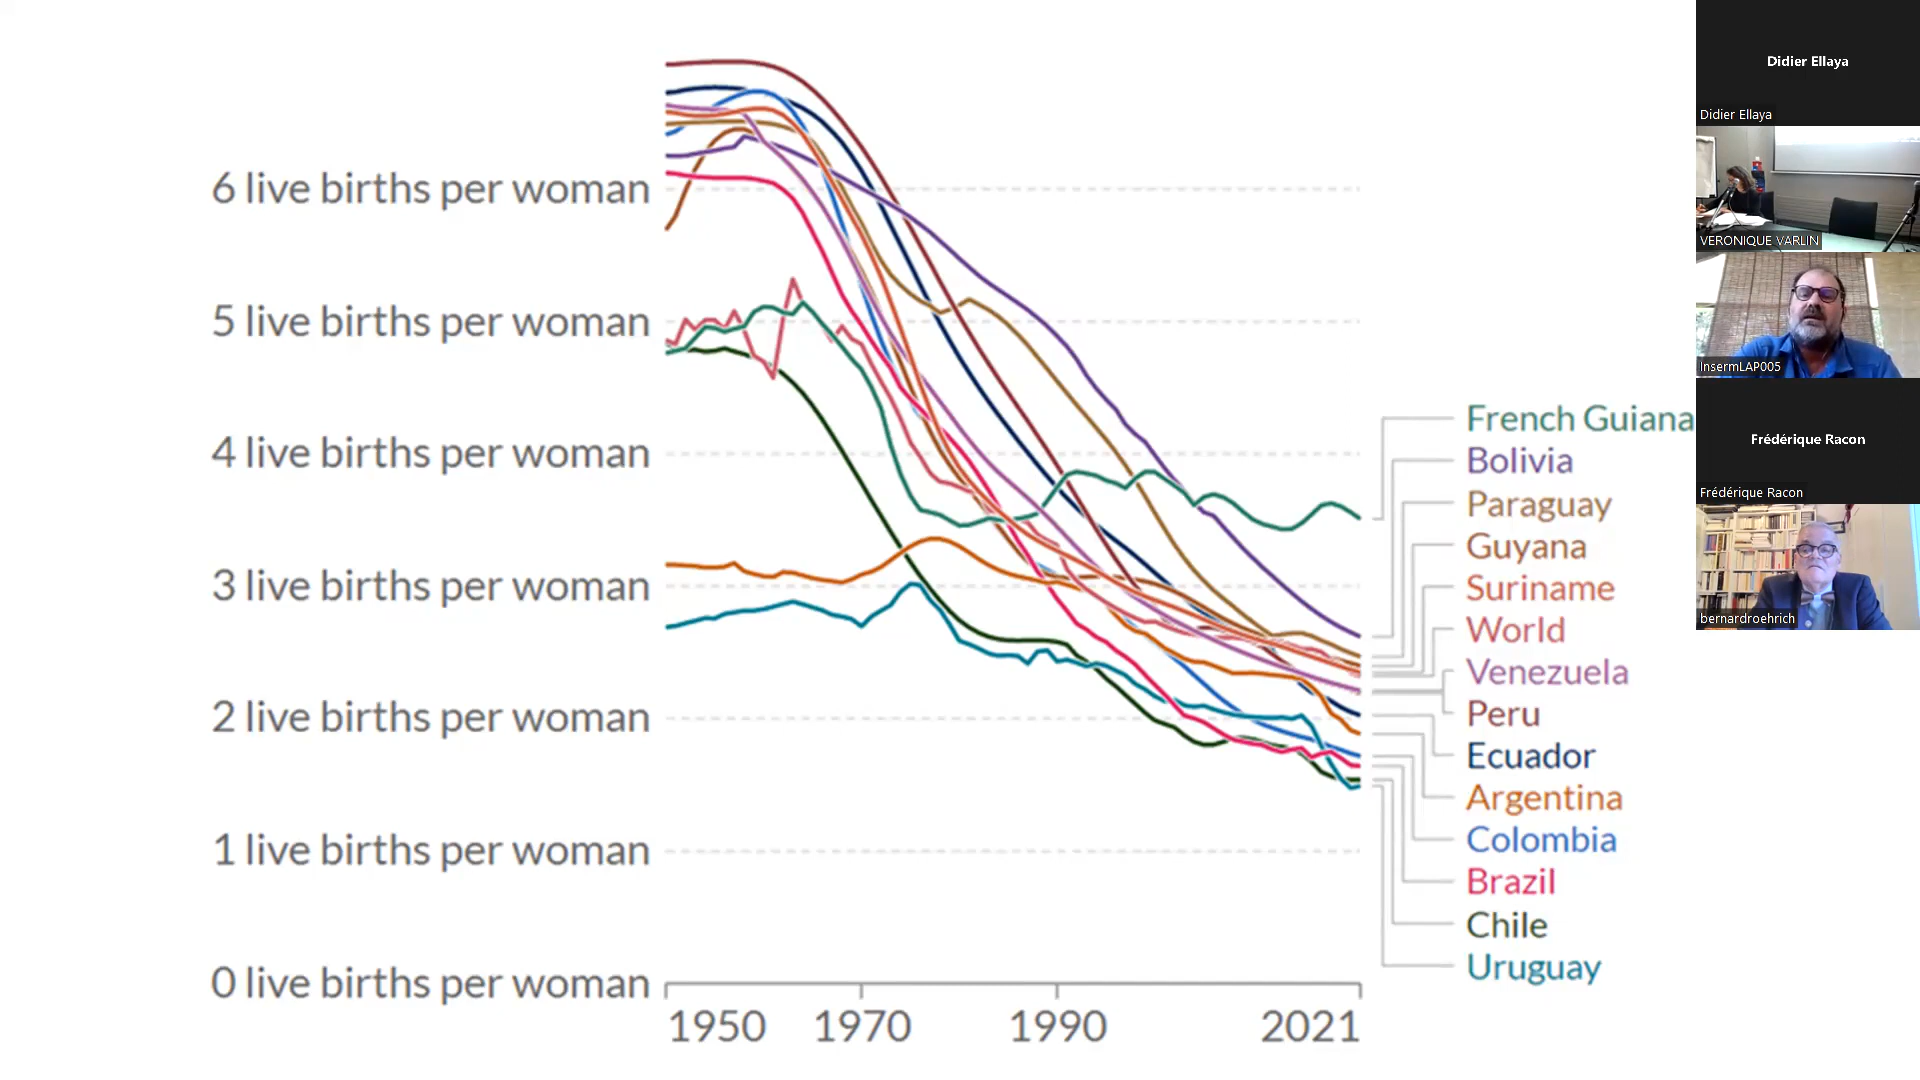 6 live births per woman
5 live births per woman
4 live births per woman
3 live births per woman
2 live births per woman
1 live births per woman
0 live births per woman
1950
1970
1990
2021
French Guiana
Bolivia
Paraguay
Guyana
Suriname
World
Venezuela
Peru
Ecuador
Argentina
Colombia
Brazil
Chile
Uruguay
Didier Ellaya
Didier Ellaya
VERONIQUE VARLIN
InsermLAP005
Frédérique Racon
Frédérique Racon
bernardroehrich